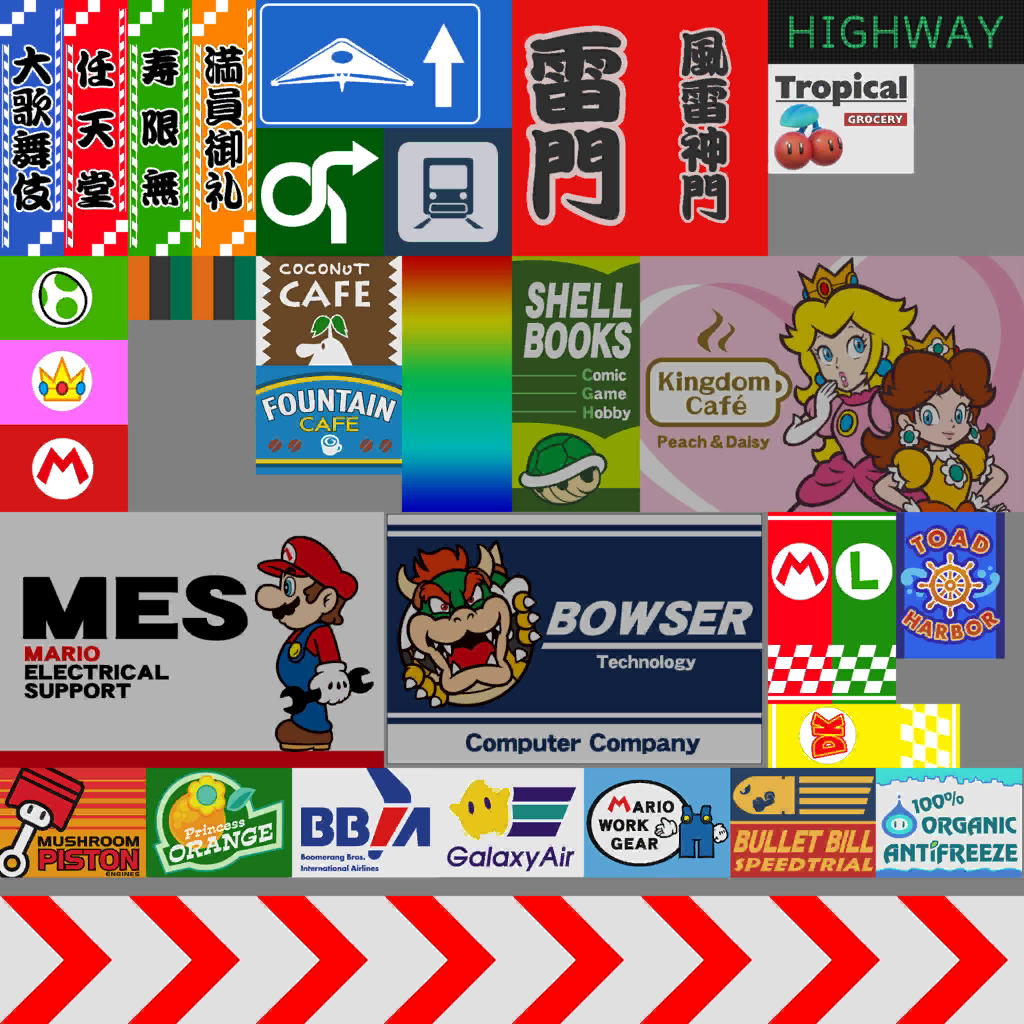 大歌舞伎
任天堂
寿限無
満員御礼
雷門
風雷神門
HIGHWAY
Tropical
GROCERY
COCONUT
CAFE
FOUNTAIN
CAFE
SHELL
BOOKS
Comic
Game
Hobby
Kingdom
Café
Peach & Daisy
M
MES
MARIO
ELECTRICAL
SUPPORT
M
BOWSER
Technology
Computer Company
M
L
TOAD
HARBOR
DK
MUSHROOM
PISTON
ENGINES
Princess
ORANGE
BBA
Boomerang Bros.
International Airlines
GalaxyAir
MARIO
WORK
GEAR
BULLET BILL
SPEEDTRIAL
100%
ORGANIC
ANTiFREEZE